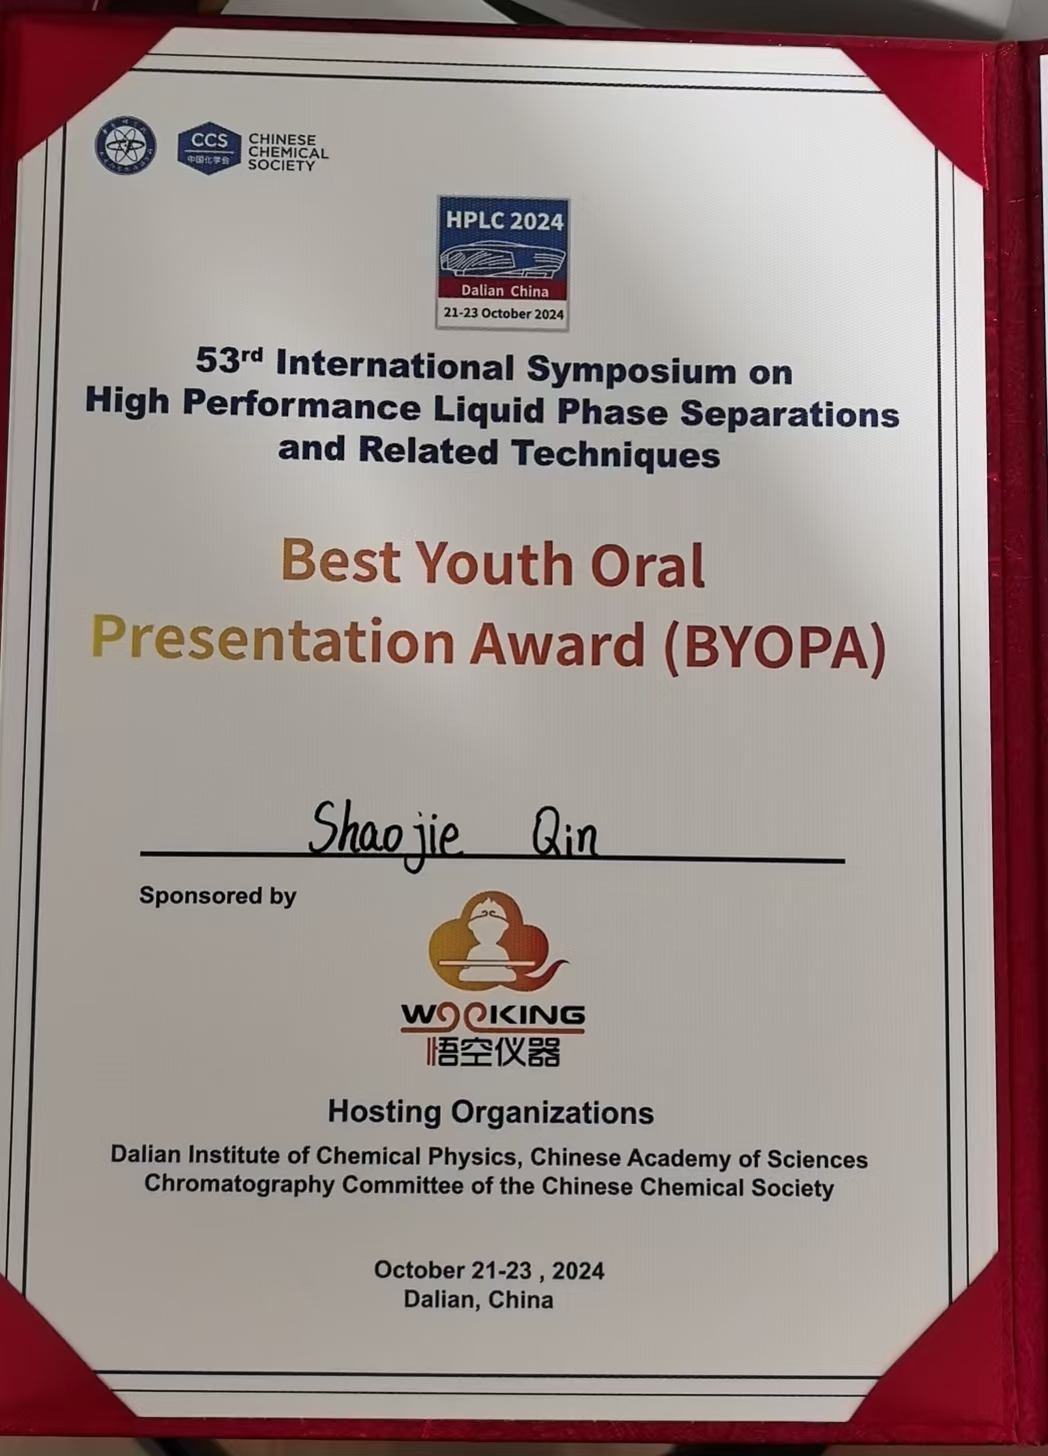 CCS
中国化学会
CHINESE
CHEMICAL
SOCIETY
HPLC 2024
Dalian China
21-23 October 2024
53rd International Symposium on
High Performance Liquid Phase Separations
and Related Techniques
Best Youth Oral
Presentation Award (BYOPA)
Shaojie Qin
Sponsored by
WOOKING
悟空仪器
Hosting Organizations
Dalian Institute of Chemical Physics, Chinese Academy of Sciences
Chromatography Committee of the Chinese Chemical Society
October 21-23 , 2024
Dalian, China